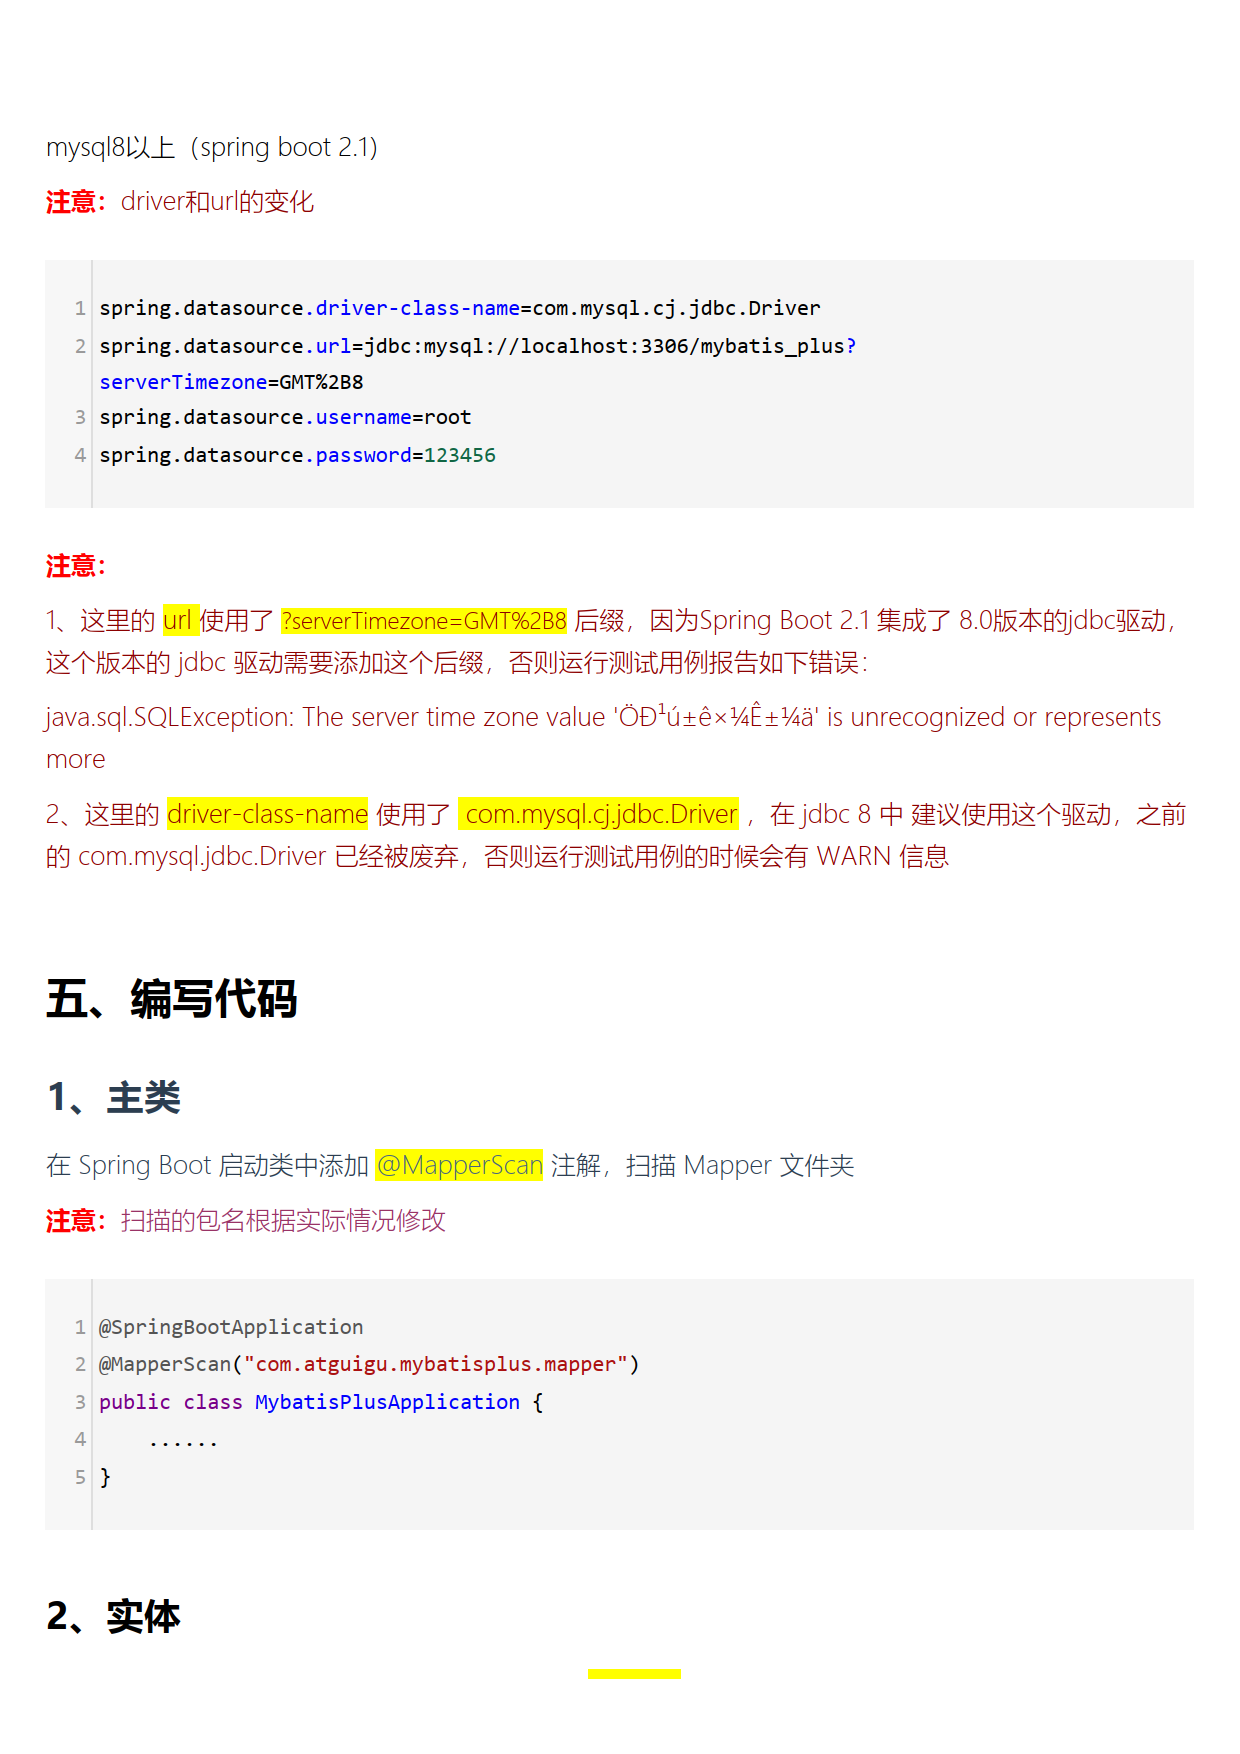 mysql8以上（spring boot 2.1)
注意：driver和url的变化
1 spring.datasource.driver-class-name=com.mysql.cj.jdbc.Driver
2 spring.datasource.url=jdbc:mysql://localhost:3306/mybatis_plus?
serverTimezone=GMT%2B8
3 spring.datasource.username=root
4 spring.datasource.password=123456
注意：
1、这里的 url 使用了 ?serverTimezone=GMT%2B8 后缀，因为Spring Boot 2.1 集成了 8.0版本的jdbc驱动，
这个版本的 jdbc 驱动需要添加这个后缀，否则运行测试用例报告如下错误：
java.sql.SQLException: The server time zone value 'ÖÐ¹ú±ê×¼Ê±¼ä' is unrecognized or represents
more
2、这里的 driver-class-name 使用了 com.mysql.cj.jdbc.Driver ，在 jdbc 8 中 建议使用这个驱动，之前
的 com.mysql.jdbc.Driver 已经被废弃，否则运行测试用例的时候会有 WARN 信息
五、编写代码
1、主类
在 Spring Boot 启动类中添加 @MapperScan 注解，扫描 Mapper 文件夹
注意：扫描的包名根据实际情况修改
1 @SpringBootApplication
2 @MapperScan("com.atguigu.mybatisplus.mapper")
3 public class MybatisPlusApplication {
4     ......
5 }
2、实体